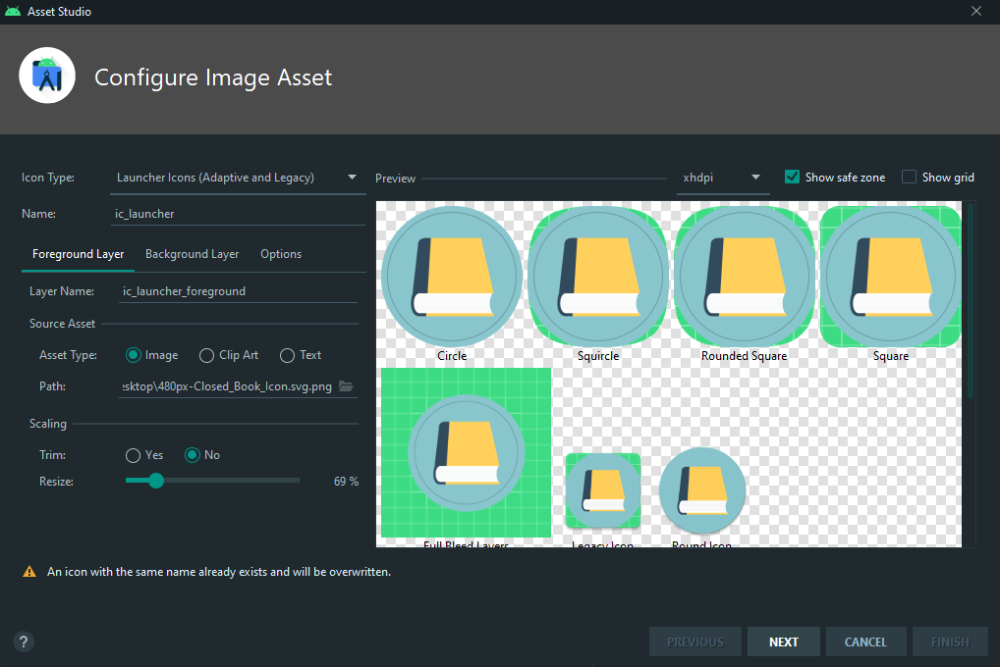 Asset Studio
Configure Image Asset
Icon Type: Launcher Icons (Adaptive and Legacy)
Name: ic_launcher
Foreground Layer Background Layer Options
Layer Name: ic_launcher_foreground
Source Asset
Asset Type: Image Clip Art Text
Path: esktop\480px-Closed_Book_Icon.svg.png
Scaling
Trim: Yes No
Resize: 69 %
Preview xhdpi Show safe zone Show grid
Circle Squircle Rounded Square Square
Full Bleed Layers Legacy Icon Round Icon
An icon with the same name already exists and will be overwritten.
? PREVIOUS NEXT CANCEL FINISH